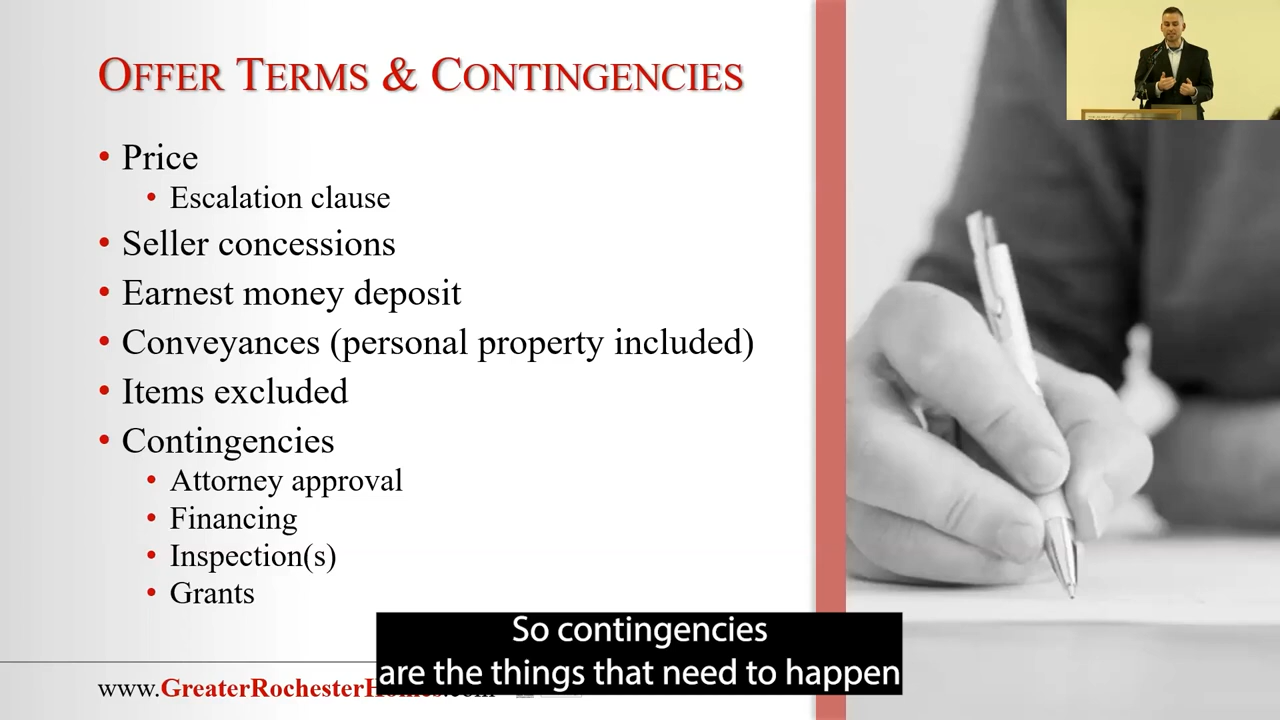 OFFER TERMS & CONTINGENCIES
• Price
• Escalation clause
• Seller concessions
• Earnest money deposit
• Conveyances (personal property included)
• Items excluded
• Contingencies
• Attorney approval
• Financing
• Inspection(s)
• Grants
So contingencies
are the things that need to happen
www.GreaterRochesterHomes.com